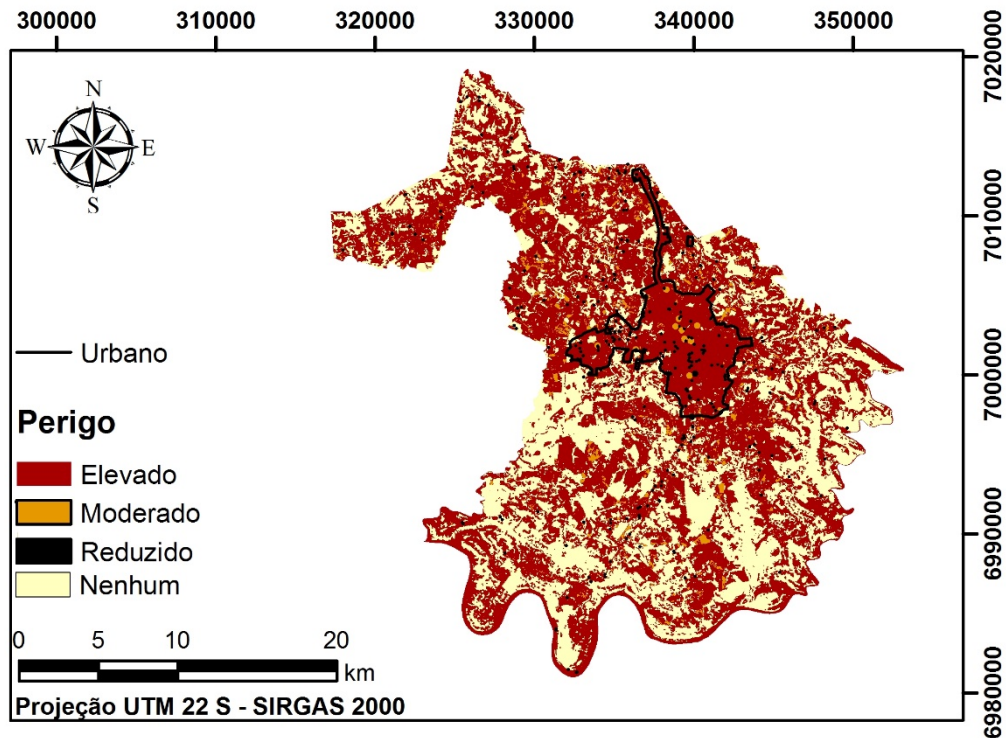 300000 310000 320000 330000 340000 350000
7020000
7010000
7000000
6990000
6980000
N
W E
S
Urbano
Perigo
Elevado
Moderado
Reduzido
Nenhum
0 5 10 20
km
Projeção UTM 22 S - SIRGAS 2000